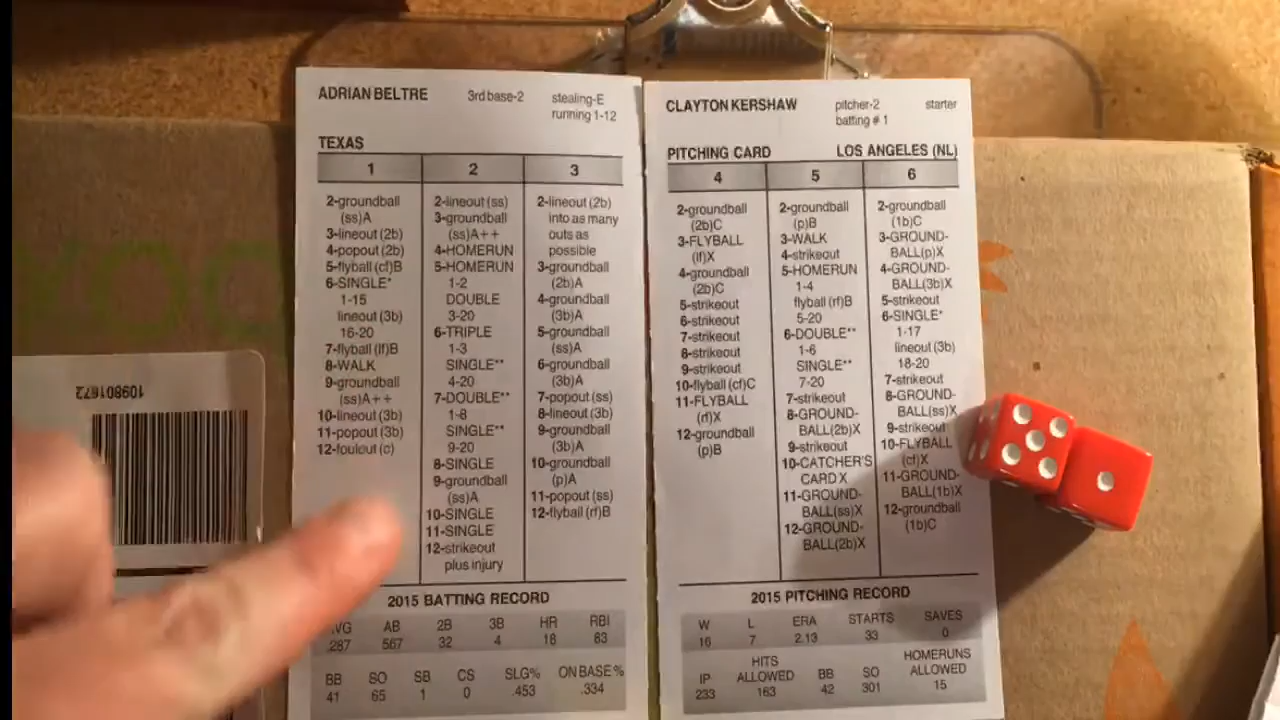 ADRIAN BELTRE
3rd base-2
stealing-E
running 1-12
TEXAS
1
2-groundball
(ss)A
3-lineout (2b)
4-popout (2b)
5-flyball (cf)B
6-SINGLE*
1-15
lineout (3b)
16-20
7-flyball (lf)B
8-WALK
9-groundball
(ss)A++
10-lineout (3b)
11-popout (3b)
12-foulout (c)
2
2-lineout (ss)
3-groundball
(ss)A++
4-HOMERUN
5-HOMERUN
1-2
DOUBLE
3-20
6-TRIPLE
1-3
SINGLE**
4-20
7-DOUBLE**
1-8
SINGLE**
9-20
8-SINGLE
9-groundball
(ss)A
10-SINGLE
11-SINGLE
12-strikeout
plus injury
3
2-lineout (2b)
into as many
outs as
possible
3-groundball
(2b)A
4-groundball
(3b)A
5-groundball
(ss)A
6-groundball
(3b)A
7-popout (ss)
8-lineout (3b)
9-groundball
(3b)A
10-groundball
(p)A
11-popout (ss)
12-flyball (rf)B
2015 BATTING RECORD
AB 2B 3B HR RBI
287 567 32 4 18 83
BB SO SB CS SLG% ON BASE %
41 65 1 0 .453 .334
CLAYTON KERSHAW
pitcher-2
batting # 1
starter
PITCHING CARD LOS ANGELES (NL)
4
2-groundball
(2b)C
3-FLYBALL
(lf)X
4-groundball
(2b)C
5-strikeout
6-strikeout
7-strikeout
8-strikeout
9-strikeout
10-flyball (cf)C
11-FLYBALL
(rf)X
12-groundball
(p)B
5
2-groundball
(p)B
3-WALK
4-strikeout
5-HOMERUN
1-4
flyball (rf)B
5-20
6-DOUBLE**
1-6
SINGLE**
7-20
7-strikeout
8-GROUND-
BALL(2b)X
9-strikeout
10-CATCHER'S
CARD X
11-GROUND-
BALL(ss)X
12-GROUND-
BALL(2b)X
6
2-groundball
(1b)C
3-GROUND-
BALL(p)X
4-GROUND-
BALL(3b)X
5-strikeout
6-SINGLE*
1-17
lineout (3b)
18-20
7-strikeout
8-GROUND-
BALL(ss)X
9-strikeout
10-FLYBALL
(cf)X
11-GROUND-
BALL(1b)X
12-groundball
(1b)C
2015 PITCHING RECORD
W L ERA STARTS SAVES
16 7 2.13 33 0
IP HITS ALLOWED BB SO HOMERUNS ALLOWED
233 163 42 301 15
109801672